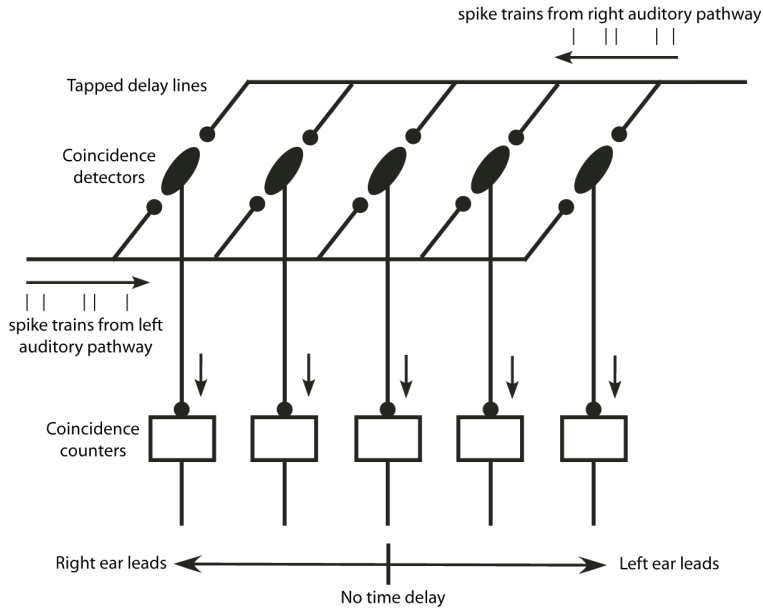 spike trains from right auditory pathway
Tapped delay lines
Coincidence
detectors
spike trains from left
auditory pathway
Coincidence
counters
Right ear leads
Left ear leads
No time delay